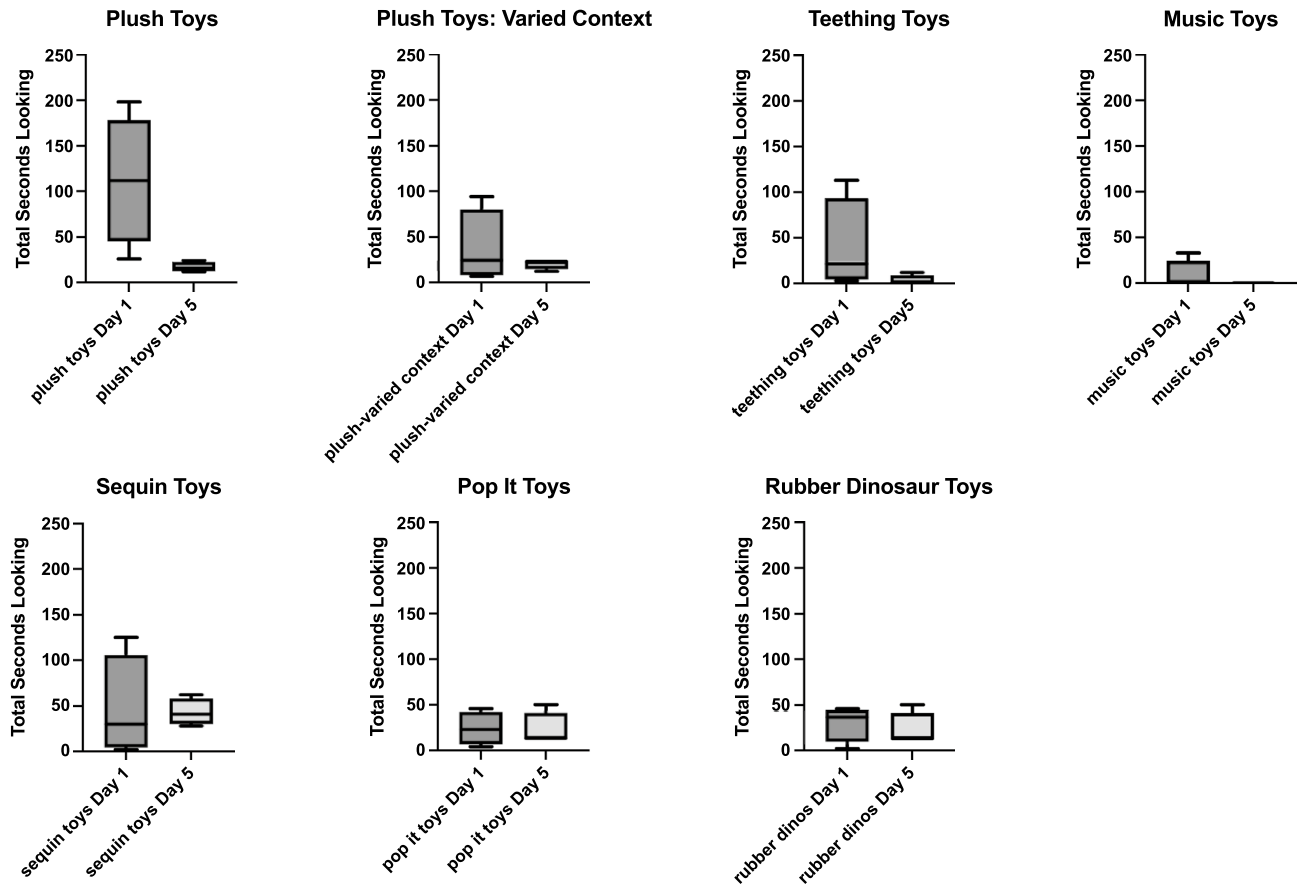 Plush Toys
Total Seconds Looking
250
200
150
100
50
0
plush toys Day 1
plush toys Day 5
Plush Toys: Varied Context
Total Seconds Looking
250
200
150
100
50
0
plush-varied context Day 1
plush-varied context Day 5
Teething Toys
Total Seconds Looking
250
200
150
100
50
0
teething toys Day 1
teething toys Day5
Music Toys
Total Seconds Looking
250
200
150
100
50
0
music toys Day 1
music toys Day 5
Sequin Toys
Total Seconds Looking
250
200
150
100
50
0
sequin toys Day 1
sequin toys Day 5
Pop It Toys
Total Seconds Looking
250
200
150
100
50
0
pop it toys Day 1
pop it toys Day 5
Rubber Dinosaur Toys
Total Seconds Looking
250
200
150
100
50
0
rubber dinos Day 1
rubber dinos Day 5